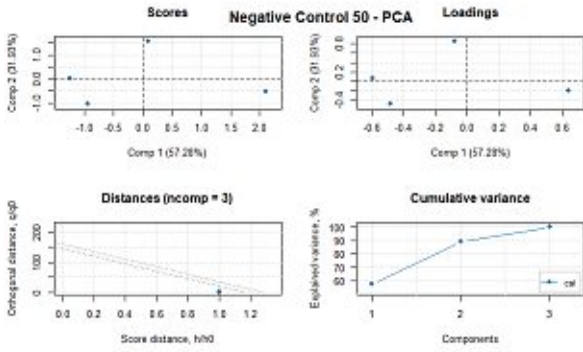 Negative Control 50 - PCA
Scores
Comp 2 (31.93%)
1.0
0.0
-1.0
-1.0 -0.5 0.0 0.5 1.0 1.5 2.0
Comp 1 (57.28%)
Loadings
Comp 2 (31.93%)
-0.4
-0.6 -0.4 -0.2 0.0 0.2 0.4 0.6
Comp 1 (57.28%)
Distances (ncomp = 3)
Orthogonal distance, q/q0
200
100
0
0.0 0.2 0.4 0.6 0.8 1.0 1.2
Score distance, h/h0
Cumulative variance
Explained variance, %
100
90
80
70
60
cal
1 2 3
Components